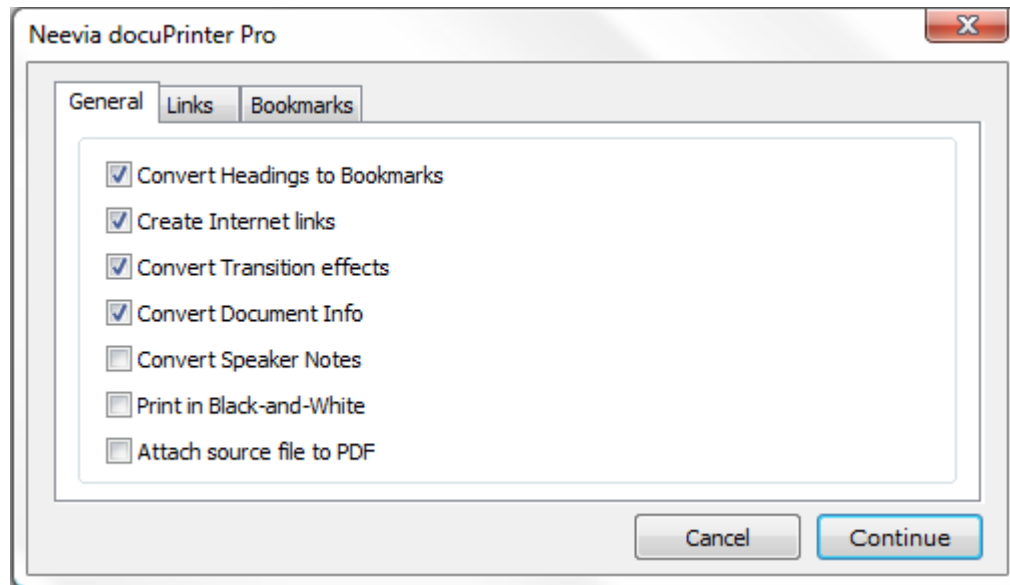 Neevia docuPrinter Pro
General Links Bookmarks
Convert Headings to Bookmarks
Create Internet links
Convert Transition effects
Convert Document Info
Convert Speaker Notes
Print in Black-and-White
Attach source file to PDF
Cancel Continue